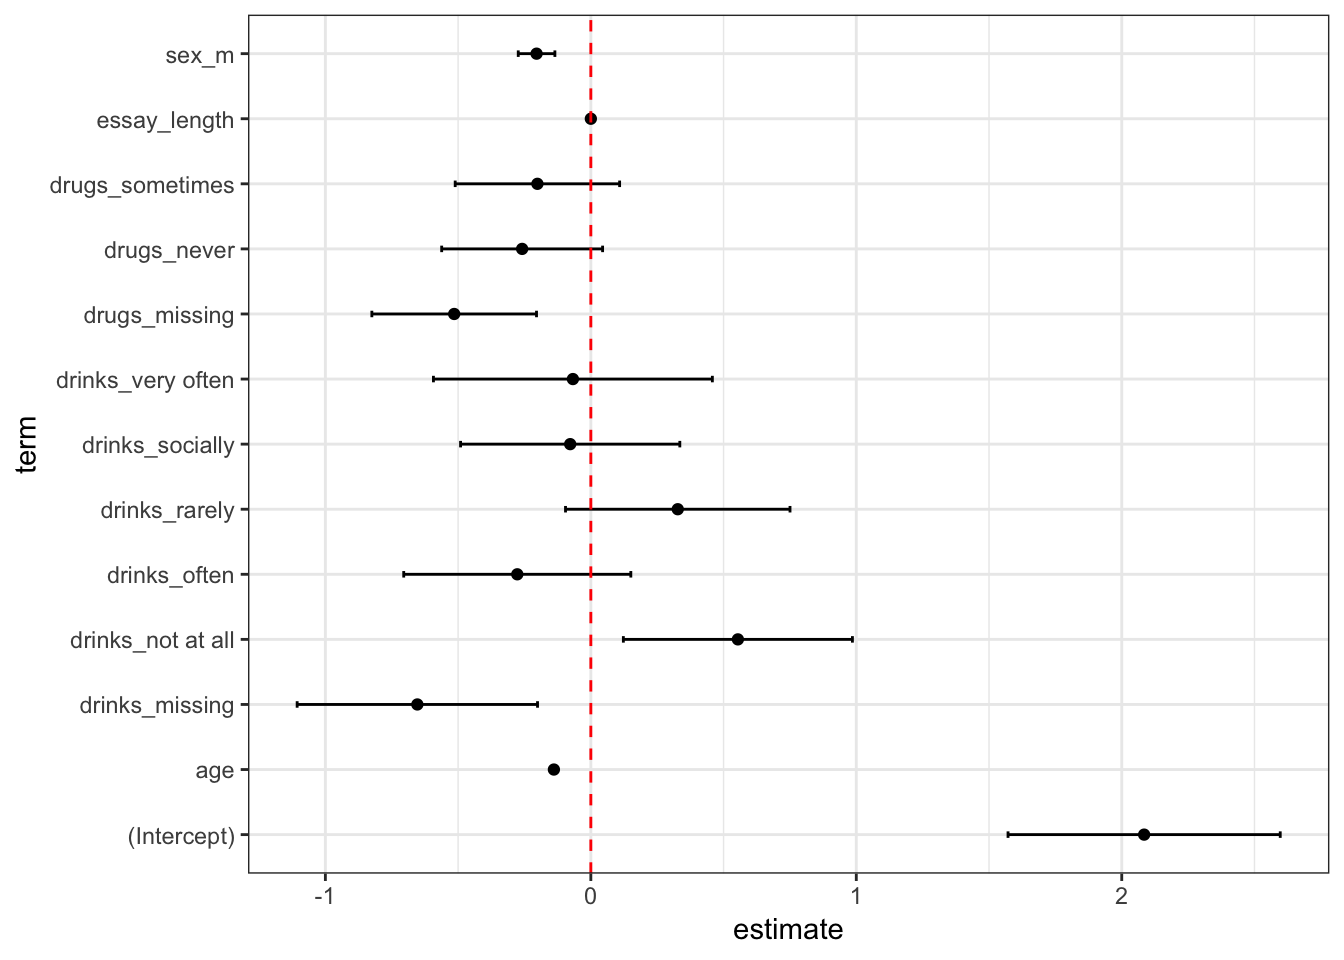 sex_m
essay_length
drugs_sometimes
drugs_never
drugs_missing
drinks_very often
drinks_socially
drinks_rarely
drinks_often
drinks_not at all
drinks_missing
age
(Intercept)
term
-1 0 1 2
estimate